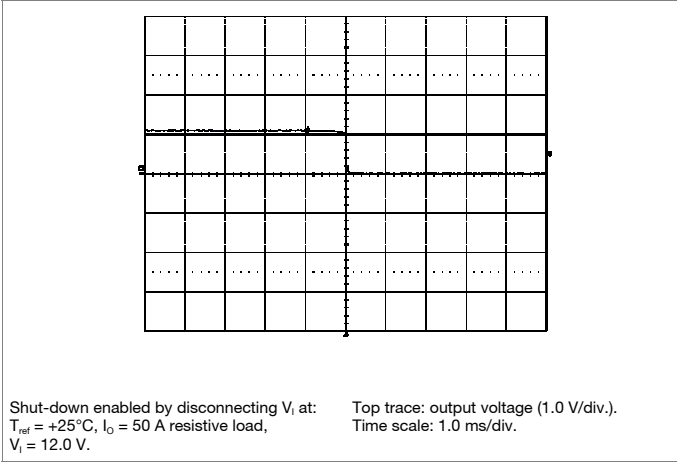 Shut-down enabled by disconnecting Vᵢ at:
Tref = +25°C, IO = 50 A resistive load,
Vᵢ = 12.0 V.
Top trace: output voltage (1.0 V/div.).
Time scale: 1.0 ms/div.